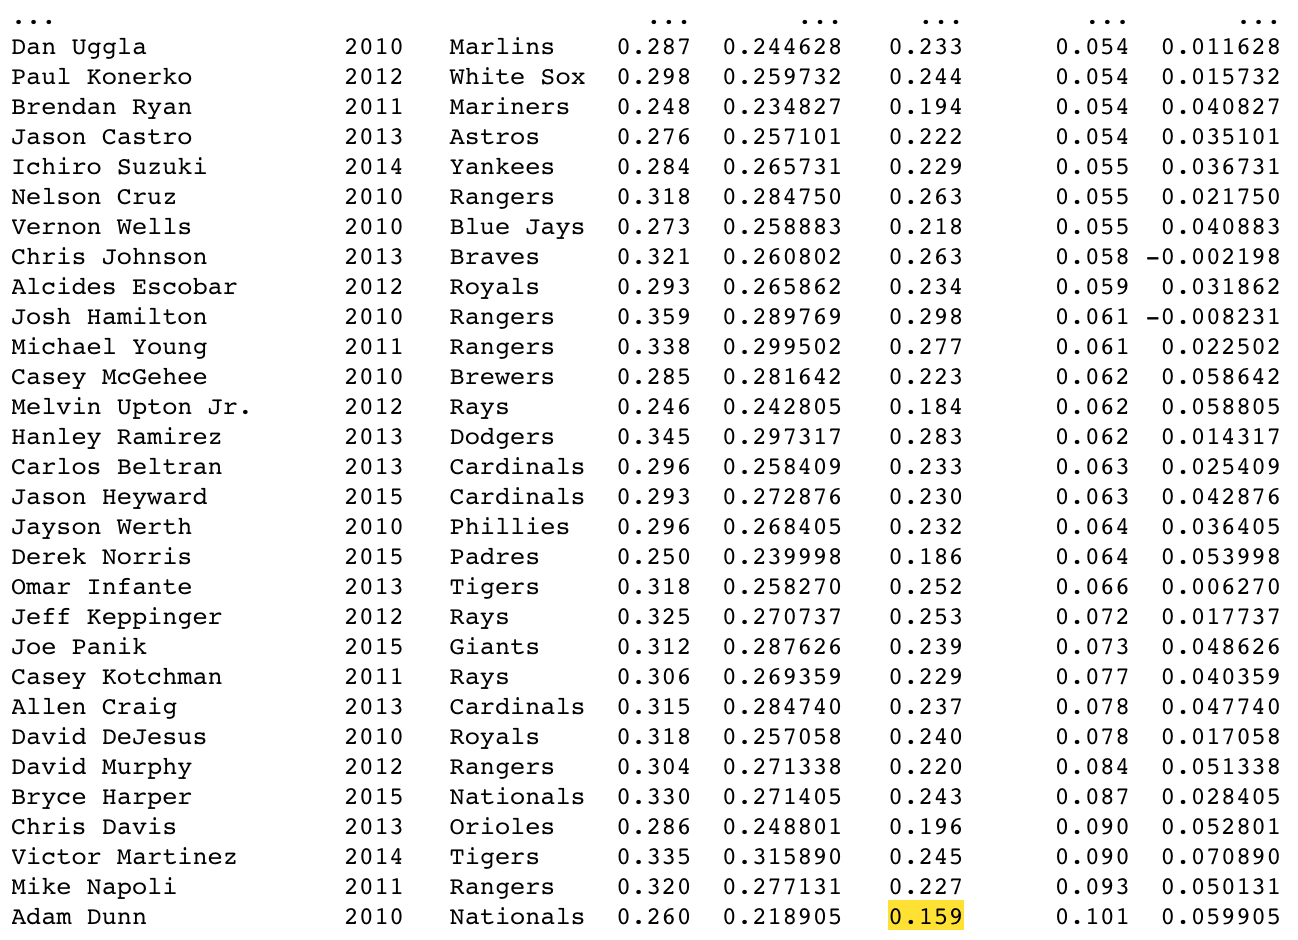 ... ... ... ... ... ...
Dan Uggla 2010 Marlins 0.287 0.244628 0.233 0.054 0.011628
Paul Konerko 2012 White Sox 0.298 0.259732 0.244 0.054 0.015732
Brendan Ryan 2011 Mariners 0.248 0.234827 0.194 0.054 0.040827
Jason Castro 2013 Astros 0.276 0.257101 0.222 0.054 0.035101
Ichiro Suzuki 2014 Yankees 0.284 0.265731 0.229 0.055 0.036731
Nelson Cruz 2010 Rangers 0.318 0.284750 0.263 0.055 0.021750
Vernon Wells 2010 Blue Jays 0.273 0.258883 0.218 0.055 0.040883
Chris Johnson 2013 Braves 0.321 0.260802 0.263 0.058 -0.002198
Alcides Escobar 2012 Royals 0.293 0.265862 0.234 0.059 0.031862
Josh Hamilton 2010 Rangers 0.359 0.289769 0.298 0.061 -0.008231
Michael Young 2011 Rangers 0.338 0.299502 0.277 0.061 0.022502
Casey McGehee 2010 Brewers 0.285 0.281642 0.223 0.062 0.058642
Melvin Upton Jr. 2012 Rays 0.246 0.242805 0.184 0.062 0.058805
Hanley Ramirez 2013 Dodgers 0.345 0.297317 0.283 0.062 0.014317
Carlos Beltran 2013 Cardinals 0.296 0.258409 0.233 0.063 0.025409
Jason Heyward 2015 Cardinals 0.293 0.272876 0.230 0.063 0.042876
Jayson Werth 2010 Phillies 0.296 0.268405 0.232 0.064 0.036405
Derek Norris 2015 Padres 0.250 0.239998 0.186 0.064 0.053998
Omar Infante 2013 Tigers 0.318 0.258270 0.252 0.066 0.006270
Jeff Keppinger 2012 Rays 0.325 0.270737 0.253 0.072 0.017737
Joe Panik 2015 Giants 0.312 0.287626 0.239 0.073 0.048626
Casey Kotchman 2011 Rays 0.306 0.269359 0.229 0.077 0.040359
Allen Craig 2013 Cardinals 0.315 0.284740 0.237 0.078 0.047740
David DeJesus 2010 Royals 0.318 0.257058 0.240 0.078 0.017058
David Murphy 2012 Rangers 0.304 0.271338 0.220 0.084 0.051338
Bryce Harper 2015 Nationals 0.330 0.271405 0.243 0.087 0.028405
Chris Davis 2013 Orioles 0.286 0.248801 0.196 0.090 0.052801
Victor Martinez 2014 Tigers 0.335 0.315890 0.245 0.090 0.070890
Mike Napoli 2011 Rangers 0.320 0.277131 0.227 0.093 0.050131
Adam Dunn 2010 Nationals 0.260 0.218905 0.159 0.101 0.059905